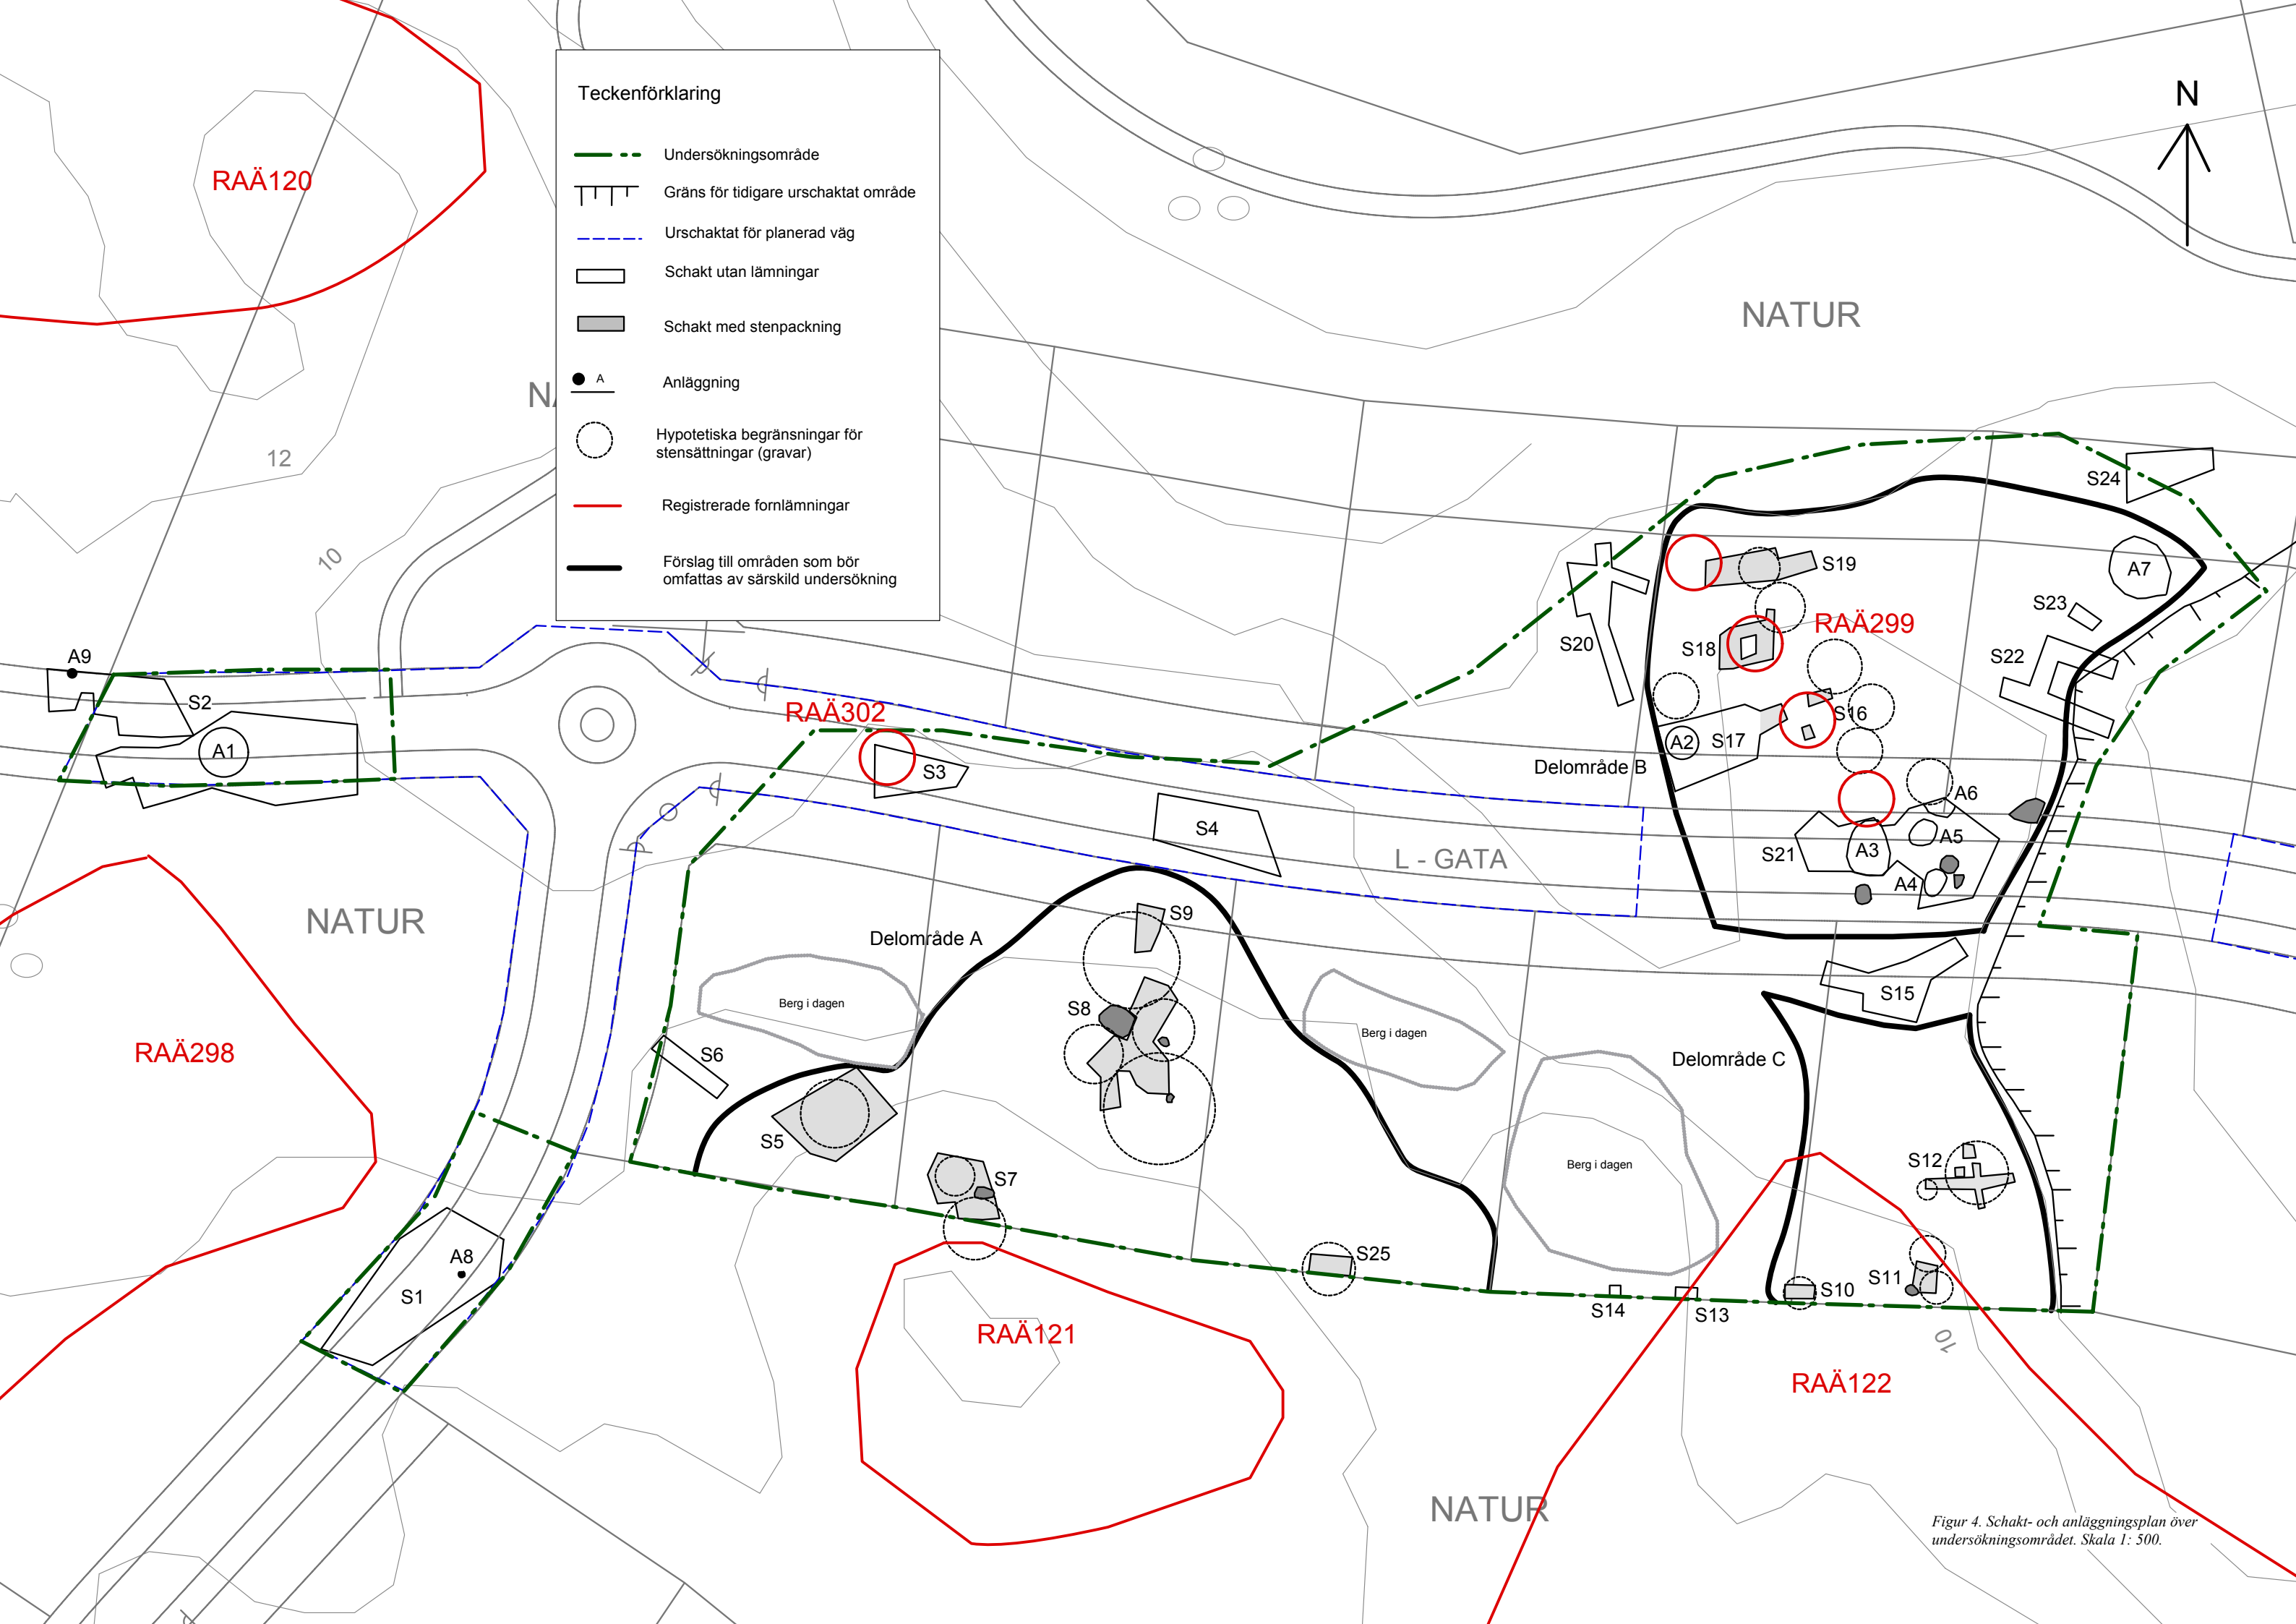 Teckenförklaring
Undersökningsområde
Gräns för tidigare urschaktat område
Urschaktat för planerad väg
Schakt utan lämningar
Schakt med stenpackning
A
Anläggning
Hypotetiska begränsningar för
stensättningar (gravar)
Registrerade fornlämningar
Förslag till områden som bör
omfattas av särskild undersökning
N
RAÄ120
NATUR
12
10
S24
A7
S19
S23
RAÄ299
S20
S18
S22
A9
S2
RAÄ302
S16
A1
A2
S17
S3
Delområde B
A6
S4
A5
L - GATA
S21
A3
A4
NATUR
S9
Delområde A
S15
Berg i dagen
S8
Berg i dagen
RAÄ298
S6
Delområde C
S5
Berg i dagen
S12
S7
A8
S25
S11
S10
S1
S14
S13
RAÄ121
10
RAÄ122
NATUR
Figur 4. Schakt- och anläggningsplan över
undersökningsområdet. Skala 1: 500.